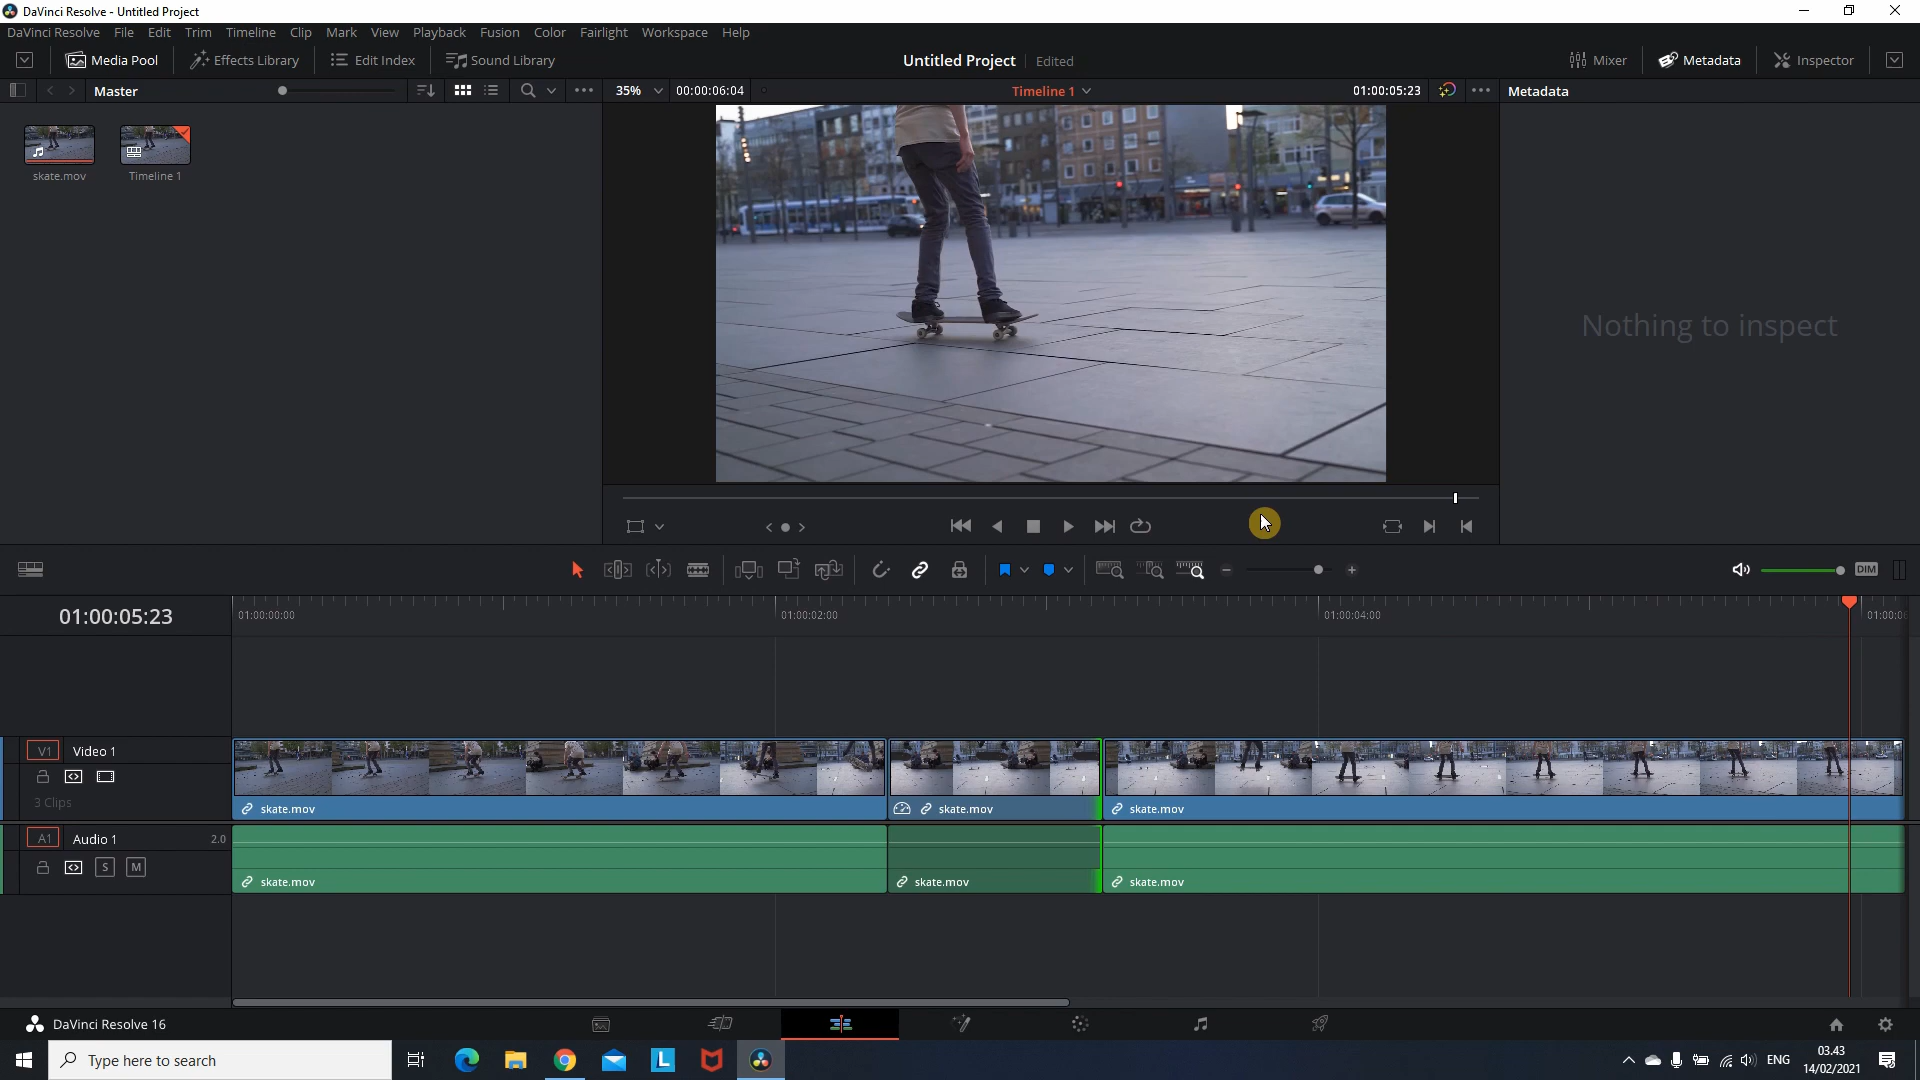 DaVinci Resolve - Untitled Project
DaVinci Resolve File Edit Trim Timeline Clip Mark View Playback Fusion Color Fairlight Workspace Help
Media Pool Effects Library Edit Index Sound Library Untitled Project Edited Mixer Metadata Inspector
Master 35% 00:00:06:04 Timeline 1 01:00:05:23 Metadata
skate.mov Timeline 1
Nothing to inspect
DIM
01:00:05:23 01:00:00:00 01:00:02:00 01:00:04:00
V1 Video 1
3 Clips
skate.mov skate.mov skate.mov
A1 Audio 1 2.0
S M
skate.mov skate.mov skate.mov
DaVinci Resolve 16
Type here to search L ENG
03.43
14/02/2021